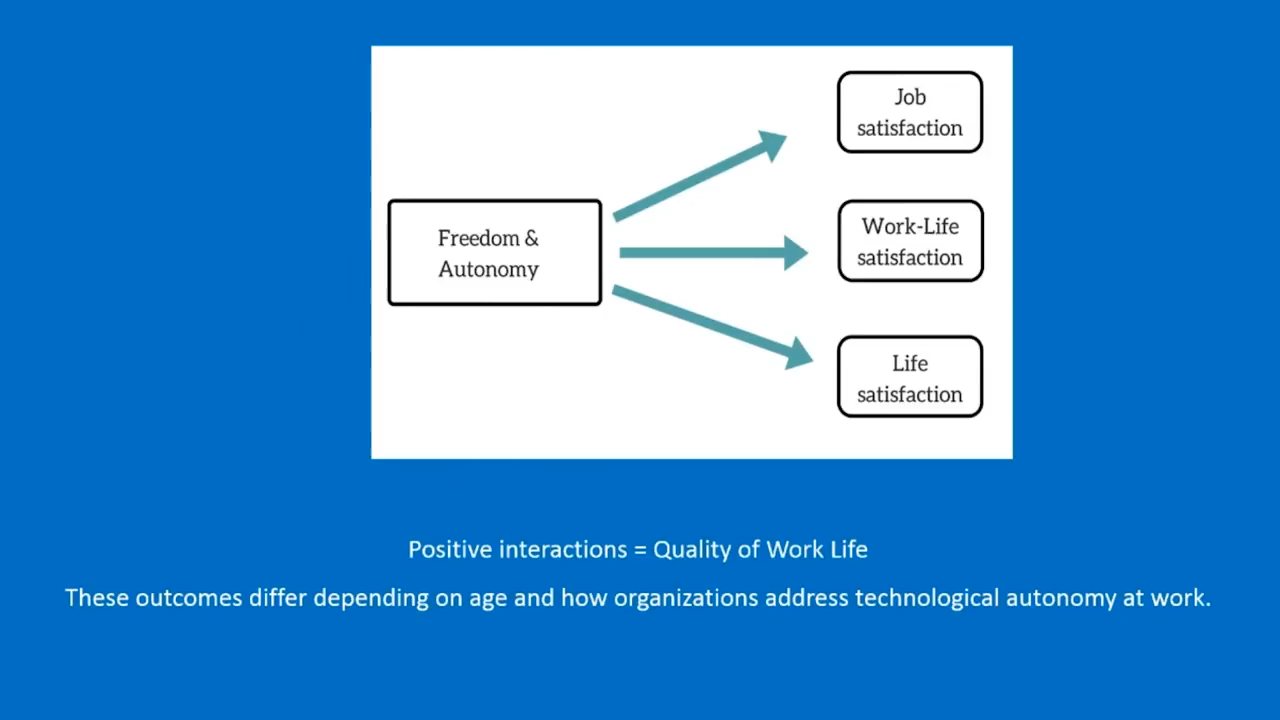 Job
satisfaction
Freedom &
Autonomy
Work-Life
satisfaction
Life
satisfaction
Positive interactions = Quality of Work Life
These outcomes differ depending on age and how organizations address technological autonomy at work.